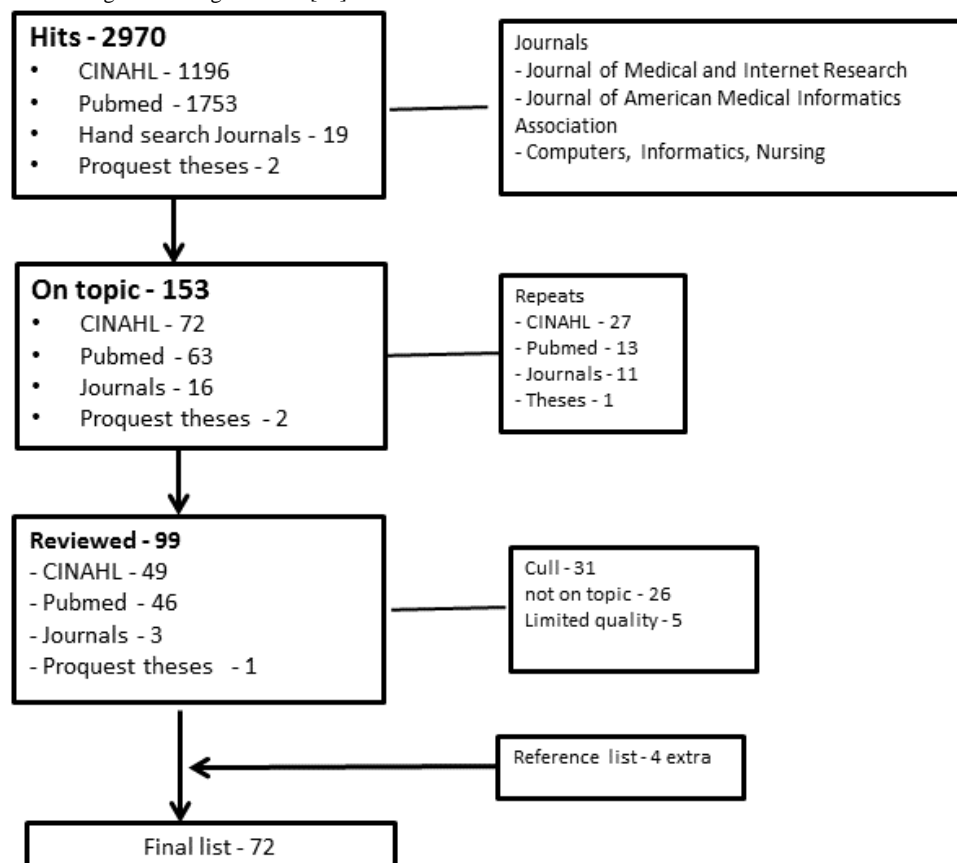 Hits - 2970
• CINAHL - 1196
• Pubmed - 1753
• Hand search Journals - 19
• Proquest theses - 2
Journals
- Journal of Medical and Internet Research
- Journal of American Medical Informatics
Association
- Computers, Informatics, Nursing
On topic - 153
• CINAHL - 72
• Pubmed - 63
• Journals - 16
• Proquest theses - 2
Repeats
- CINAHL - 27
- Pubmed - 13
- Journals - 11
- Theses - 1
Reviewed - 99
- CINAHL - 49
- Pubmed - 46
- Journals - 3
- Proquest theses - 1
Cull - 31
not on topic - 26
Limited quality - 5
Reference list - 4 extra
Final list - 72